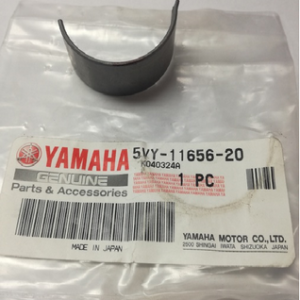 YAMAHA
GENUINE
Parts & Accessories
5VY-11656-20
K040324A
1 PC
MADE IN JAPAN
YAMAHA MOTOR CO.,LTD.
2500 SHINGAI IWATA SHIZUOKA JAPAN